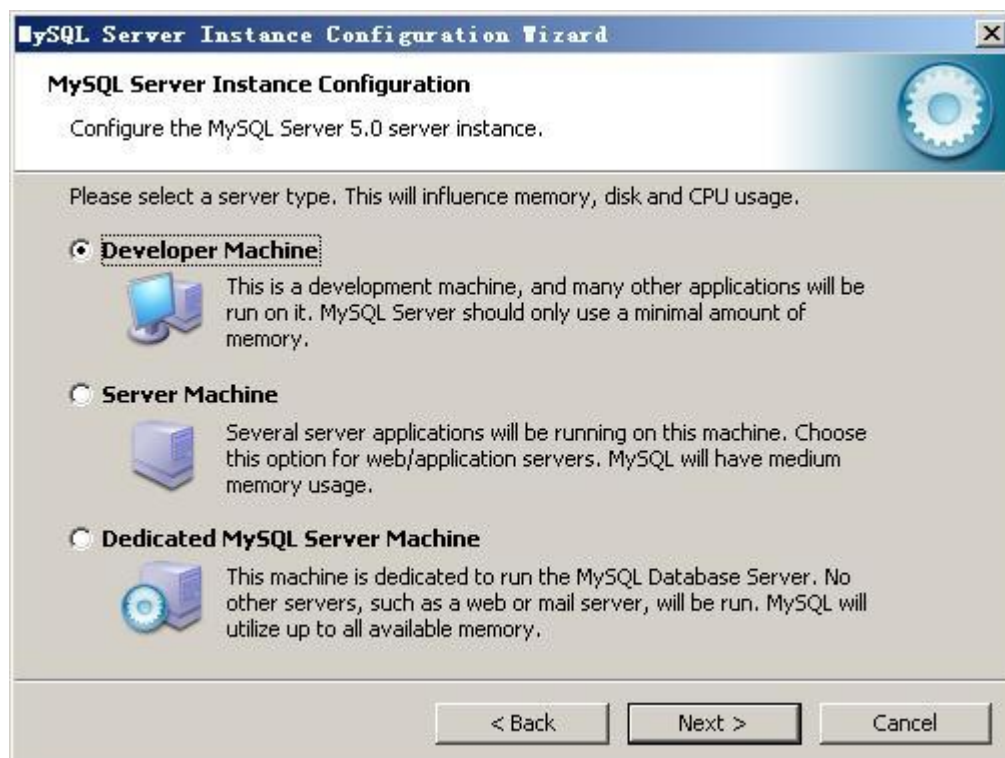 MySQL Server Instance Configuration Wizard
MySQL Server Instance Configuration
Configure the MySQL Server 5.0 server instance.
Please select a server type. This will influence memory, disk and CPU usage.
Developer Machine
This is a development machine, and many other applications will be
run on it. MySQL Server should only use a minimal amount of
memory.
Server Machine
Several server applications will be running on this machine. Choose
this option for web/application servers. MySQL will have medium
memory usage.
Dedicated MySQL Server Machine
This machine is dedicated to run the MySQL Database Server. No
other servers, such as a web or mail server, will be run. MySQL will
utilize up to all available memory.
< Back Next > Cancel